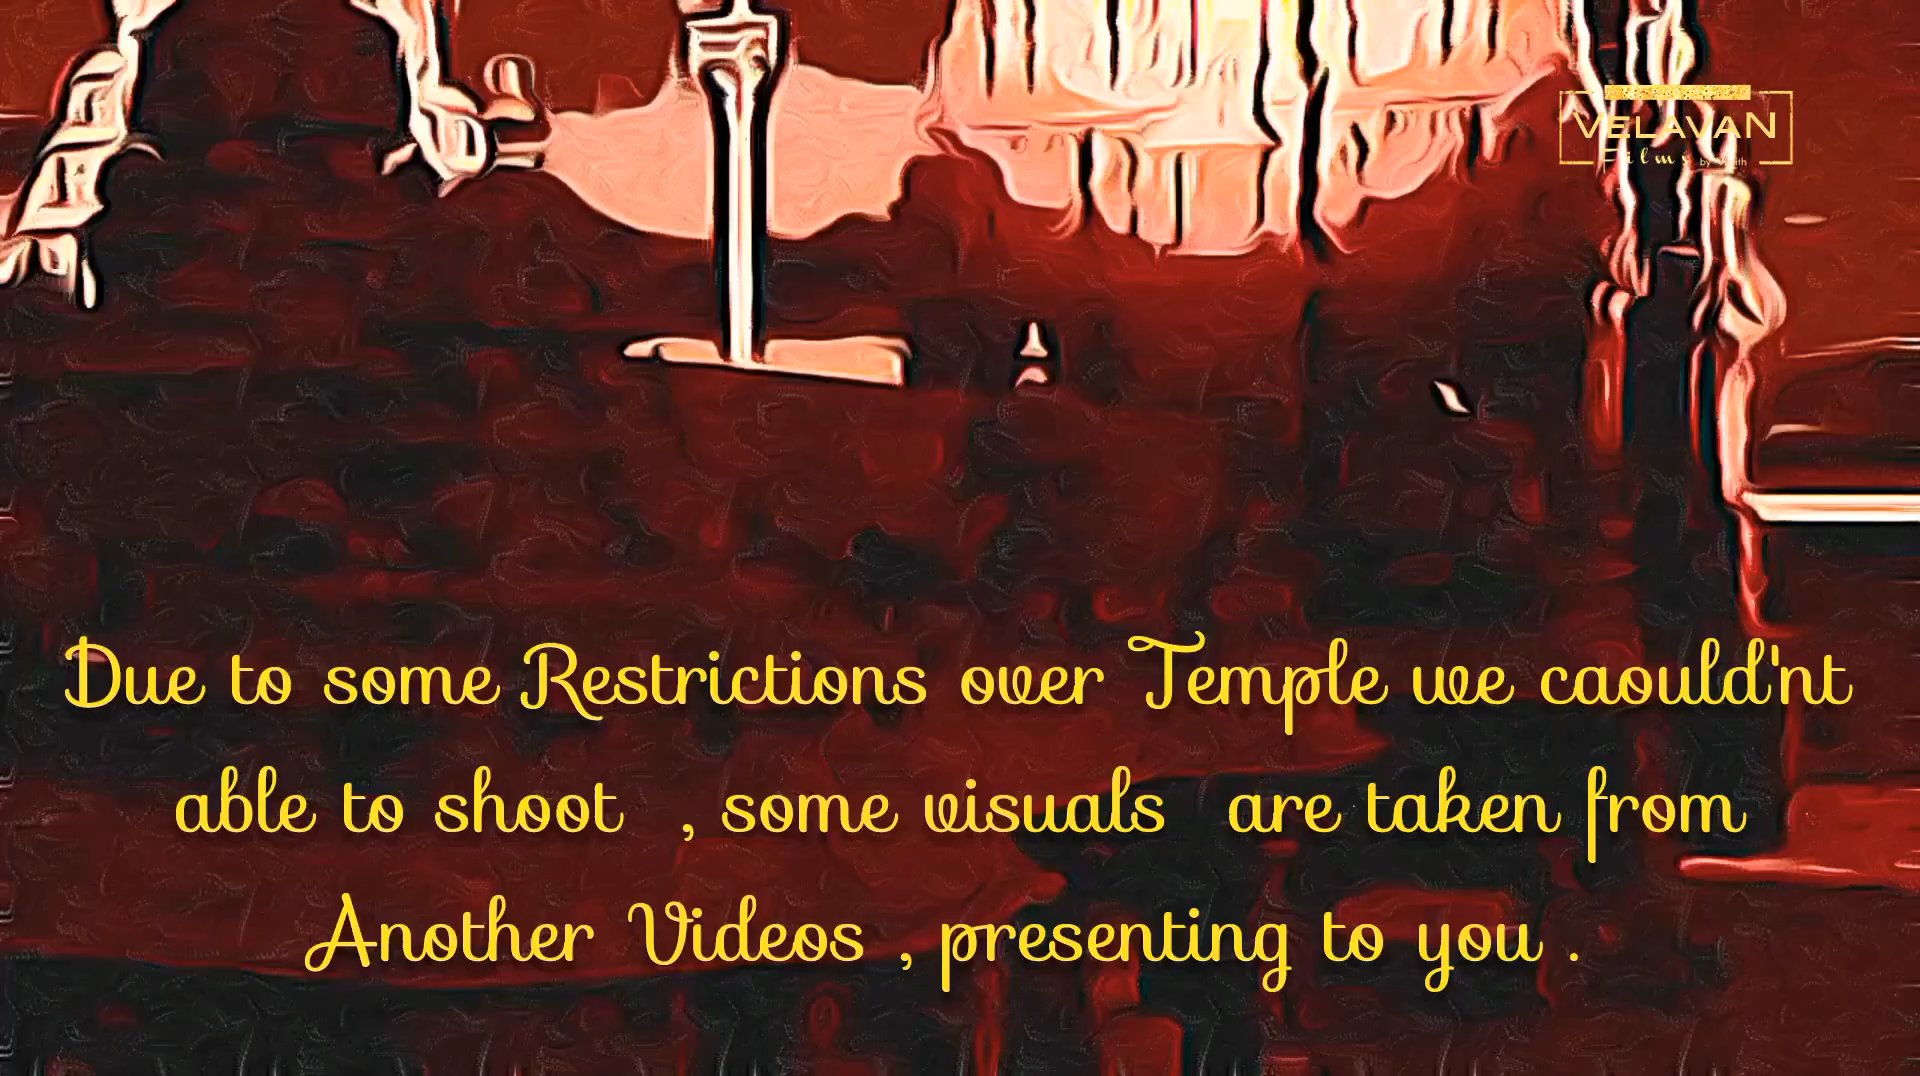 VELAVAN
Films
Due to some Restrictions over Temple we caould'nt
able to shoot , some visuals are taken from
Another Videos , presenting to you .